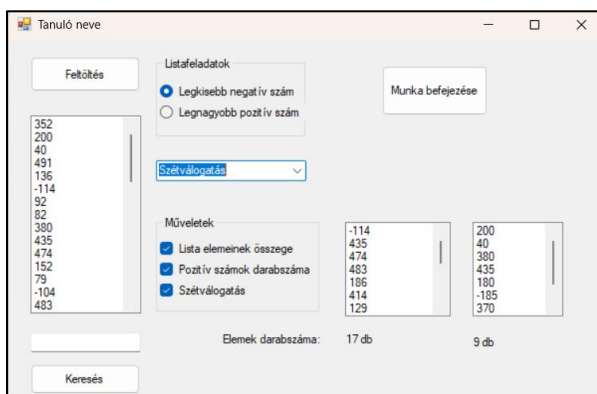 Tanuló neve
Feltöltés
Listafeladatok
Legkisebb negatív szám
Legnagyobb pozitív szám
Munka befejezése
352
200
40
491
136
-114
92
82
380
435
474
152
79
-104
483
Szétválogatás
Műveletek
Lista elemeinek összege
Pozitív számok darabszáma
Szétválogatás
-114
435
474
483
186
414
129
200
40
380
435
180
-185
370
Elemek darabszáma:
17 db
9 db
Keresés